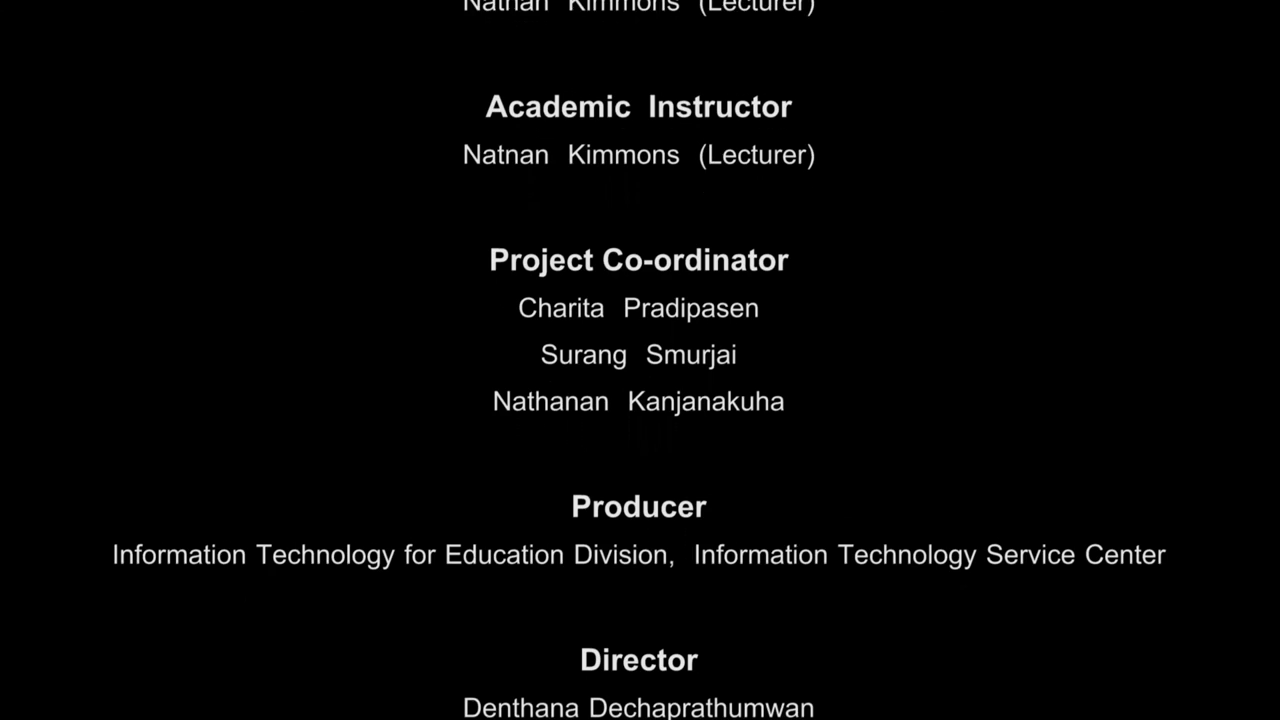 Natnan Kimmons (Lecturer)
Academic Instructor
Natnan Kimmons (Lecturer)
Project Co-ordinator
Charita Pradipasen
Surang Smurjai
Nathanan Kanjanakuha
Producer
Information Technology for Education Division, Information Technology Service Center
Director
Denthana Dechaprathumwan